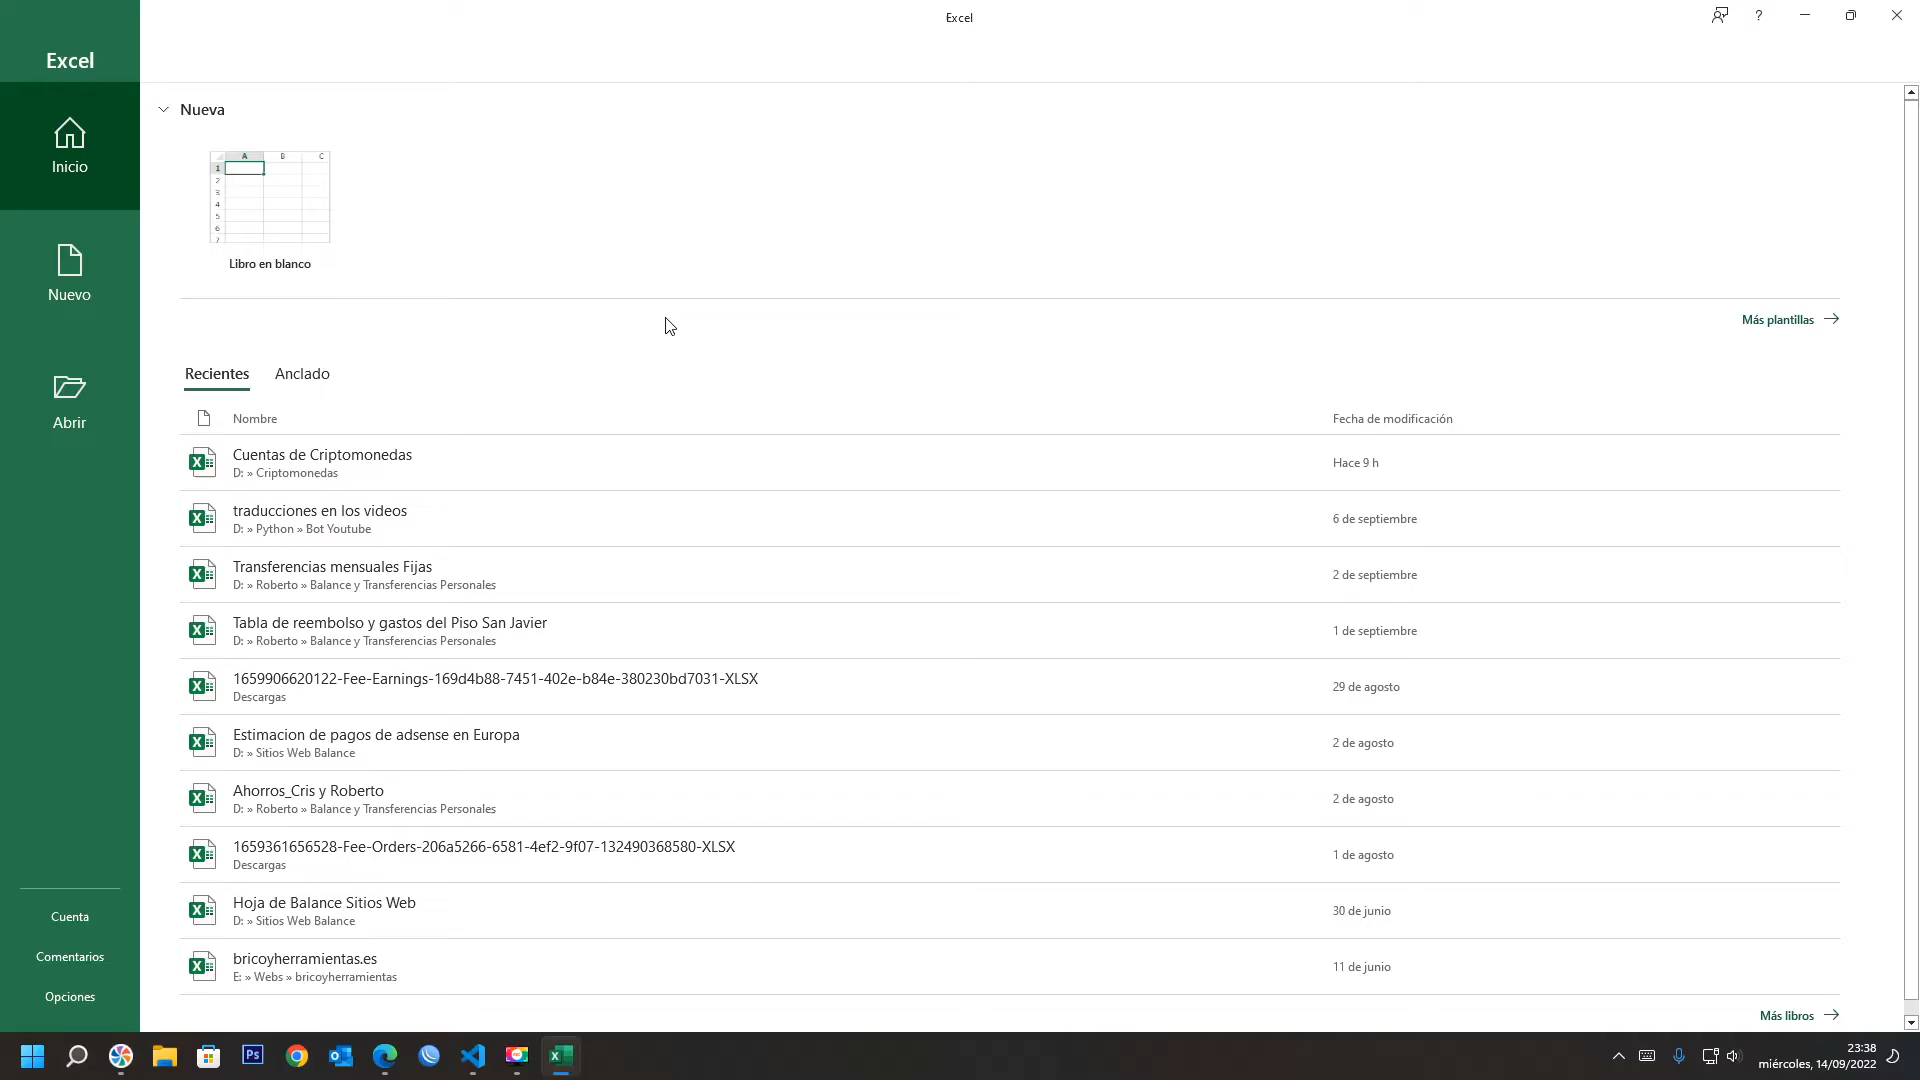 Excel
?
Excel
Inicio
Nuevo
Abrir
Cuenta
Comentarios
Opciones
Nueva
A B C
1
2
3
4
5
6
7
Libro en blanco
Más plantillas
Recientes Anclado
Nombre Fecha de modificación
Cuentas de Criptomonedas
D: » Criptomonedas
Hace 9 h
traducciones en los videos
D: » Python » Bot Youtube
6 de septiembre
Transferencias mensuales Fijas
D: » Roberto » Balance y Transferencias Personales
2 de septiembre
Tabla de reembolso y gastos del Piso San Javier
D: » Roberto » Balance y Transferencias Personales
1 de septiembre
1659906620122-Fee-Earnings-169d4b88-7451-402e-b84e-380230bd7031-XLSX
Descargas
29 de agosto
Estimacion de pagos de adsense en Europa
D: » Sitios Web Balance
2 de agosto
Ahorros_Cris y Roberto
D: » Roberto » Balance y Transferencias Personales
2 de agosto
1659361656528-Fee-Orders-206a5266-6581-4ef2-9f07-132490368580-XLSX
Descargas
1 de agosto
Hoja de Balance Sitios Web
D: » Sitios Web Balance
30 de junio
bricoyherramientas.es
E: » Webs » bricoyherramientas
11 de junio
Más libros
Ps
23:38
miércoles, 14/09/2022